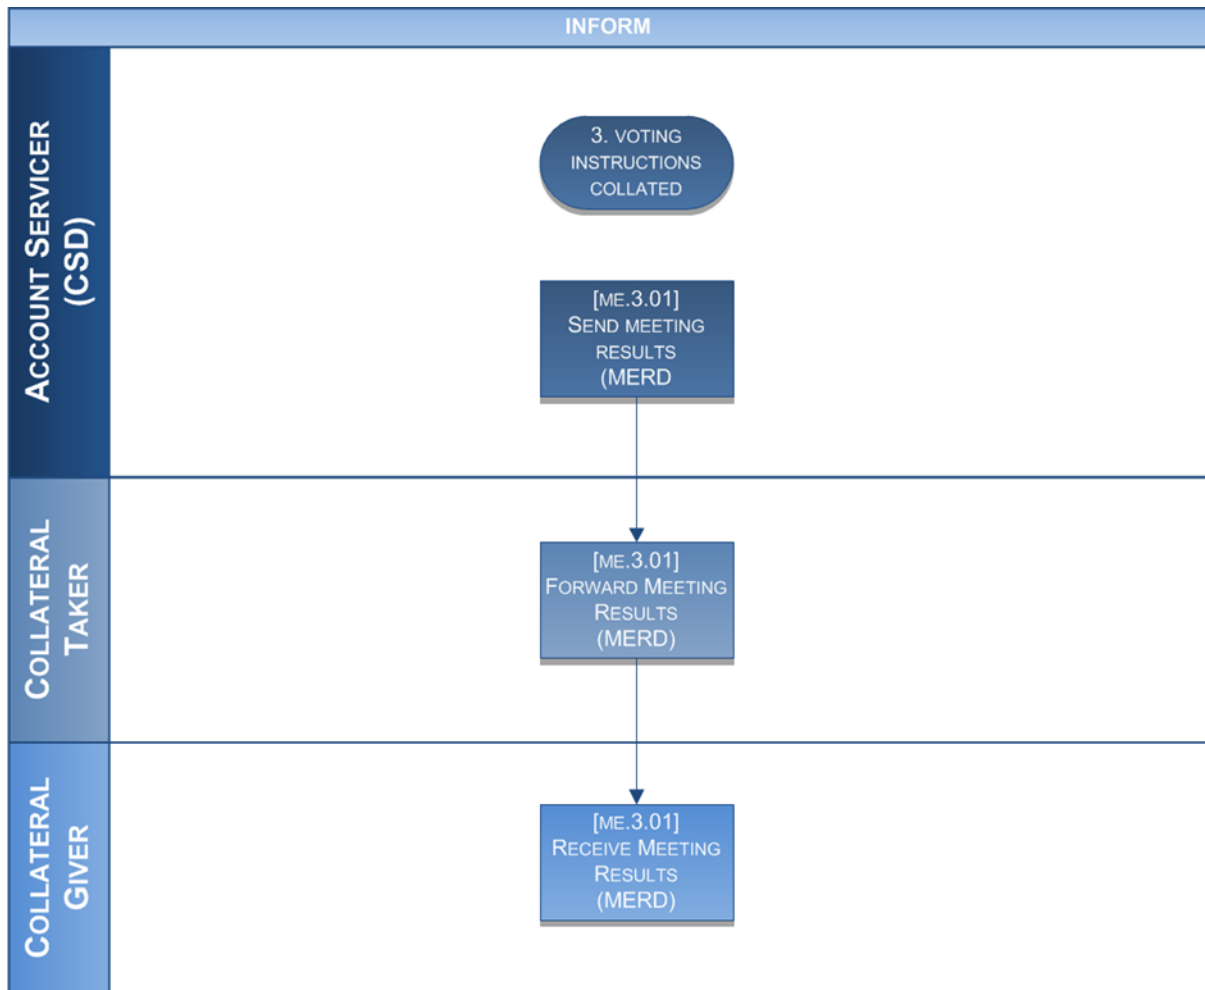 INFORM
ACCOUNT SERVICER
(CSD)
3. VOTING
INSTRUCTIONS
COLLATED
[ME.3.01]
SEND MEETING
RESULTS
(MERD
COLLATERAL
TAKER
[ME.3.01]
FORWARD MEETING
RESULTS
(MERD)
COLLATERAL
GIVER
[ME.3.01]
RECEIVE MEETING
RESULTS
(MERD)